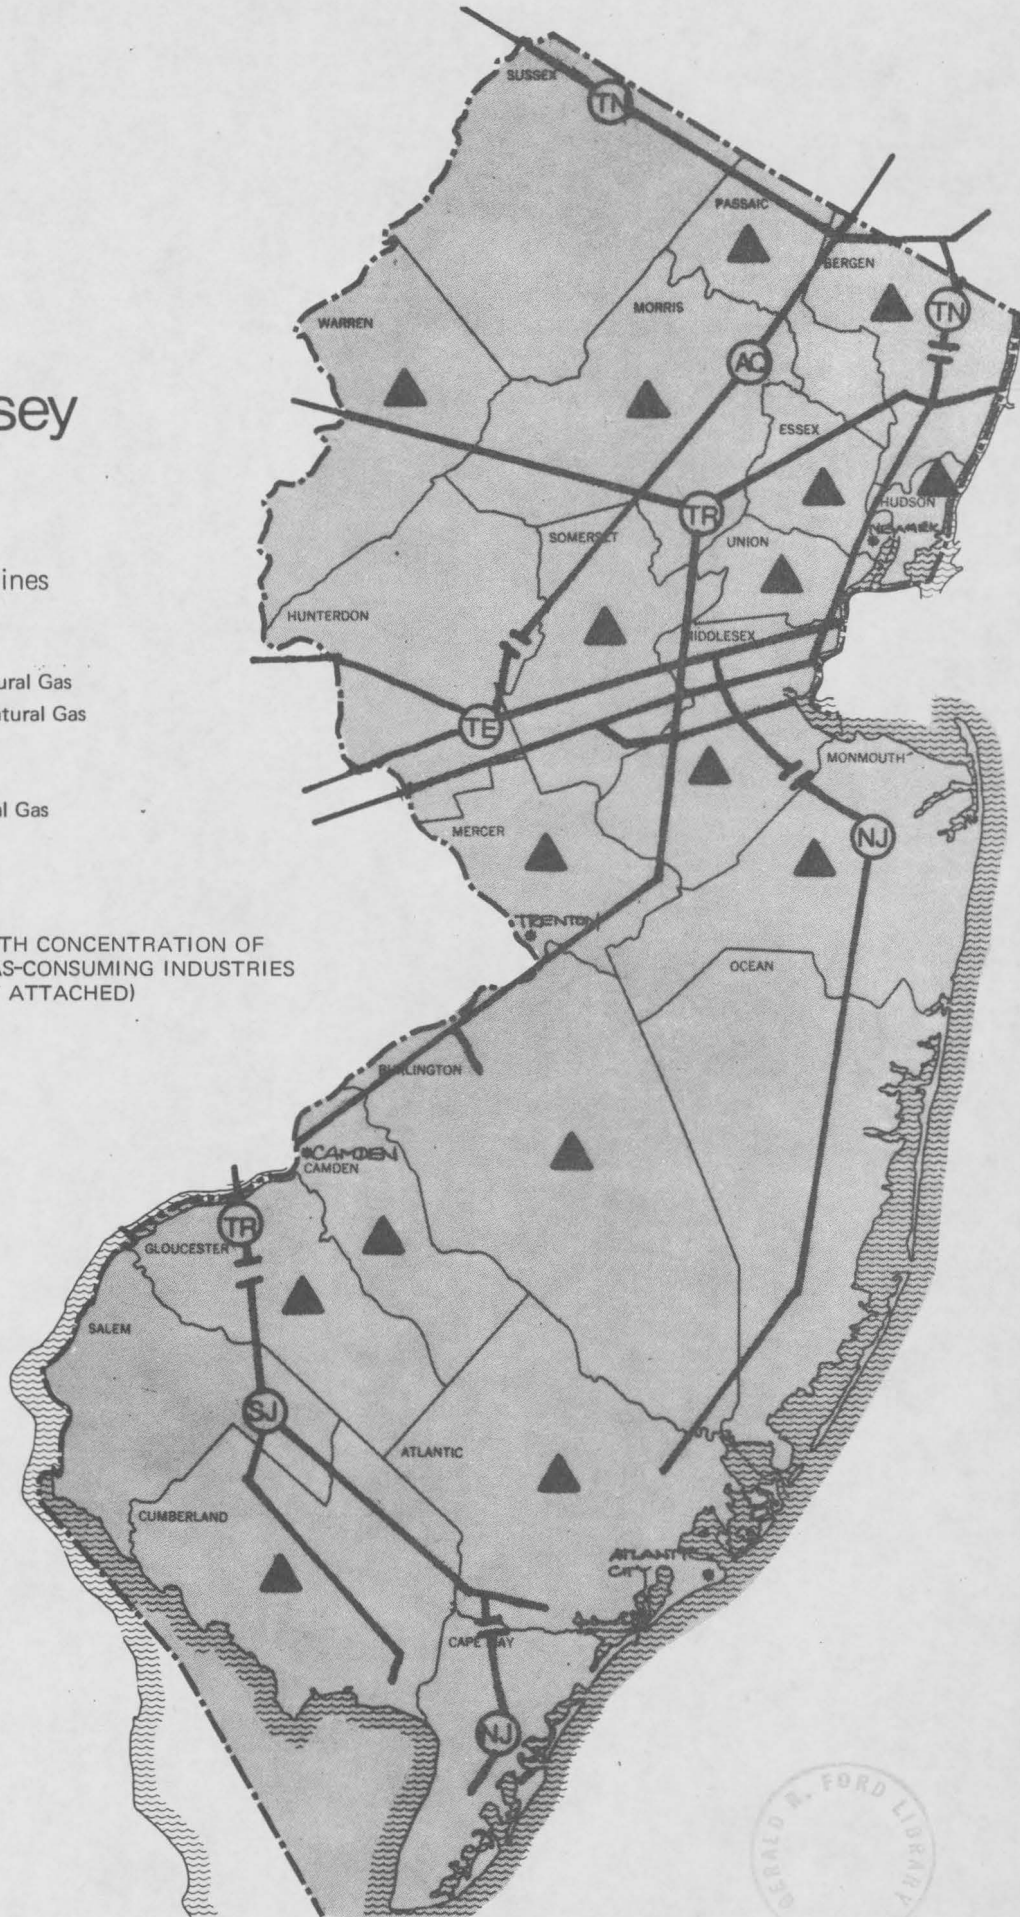 sey
ines
ural Gas
tural Gas
al Gas
TH CONCENTRATION OF
AS-CONSUMING INDUSTRIES
Y ATTACHED)
SUSSEX
TN
PASSAIC
BERGEN
WARREN
MORRIS
TN
AO
ESSEX
HUDSON
TR
NEWARK
SOMERSET
UNION
HUNTERDON
MIDDLESEX
TE
MONMOUTH
MERCER
NJ
TRENTON
OCEAN
BURLINGTON
CAMDEN
CAMDEN
TR
GLOUCESTER
SALEM
SJ
ATLANTIC
CUMBERLAND
ATLANTIC
CITY
CAPE MAY
NJ
GERALD R. FORD LIBRARY